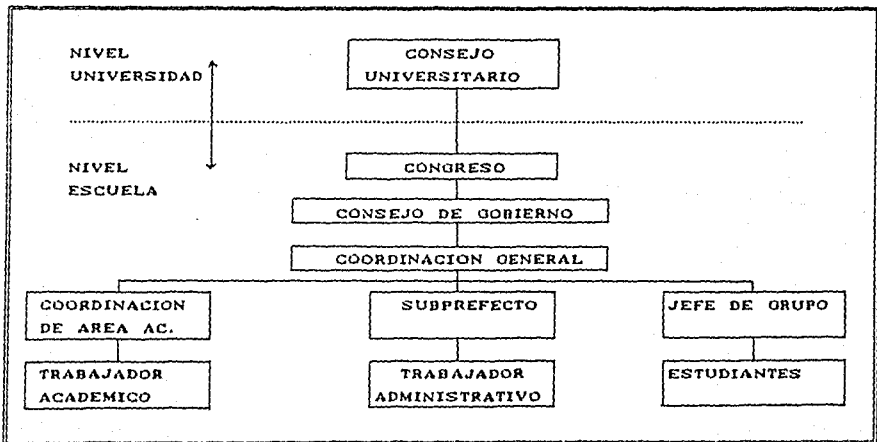 NIVEL
UNIVERSIDAD
CONSEJO
UNIVERSITARIO
NIVEL
ESCUELA
CONGRESO
CONSEJO DE GOBIERNO
COORDINACION GENERAL
COORDINACION
DE AREA AC.
SUBPREFECTO
JEFE DE GRUPO
TRABAJADOR
ACADEMICO
TRABAJADOR
ADMINISTRATIVO
ESTUDIANTES